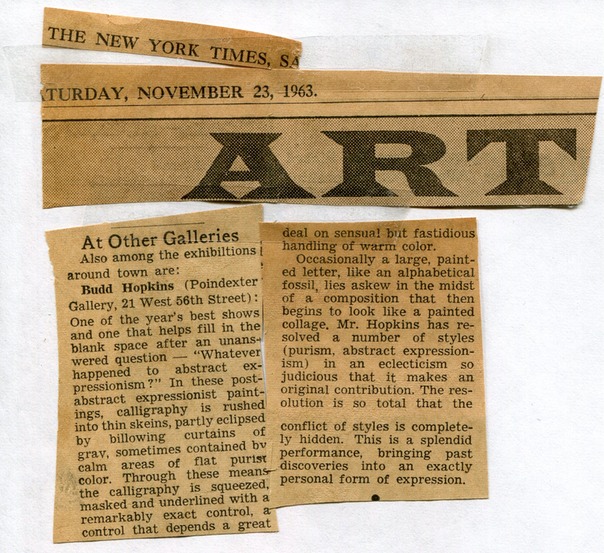 THE NEW YORK TIMES, SA
ATURDAY, NOVEMBER 23, 1963.
ART
At Other Galleries
Also among the exhibitions
around town are:
Budd Hopkins (Poindexter
Gallery, 21 West 56th Street):
One of the year's best shows
and one that helps fill in the
blank space after an unans-
wered question — "Whatever
happened to abstract ex-
pressionism?" In these post-
abstract expressionist paint-
ings, calligraphy is rushed
into thin skeins, partly eclipsed
by billowing curtains of
gray, sometimes contained by
calm areas of flat purist
color. Through these means
the calligraphy is squeezed,
masked and underlined with a
remarkably exact control, a
control that depends a great
deal on sensual but fastidious
handling of warm color.
Occasionally a large, paint-
ed letter, like an alphabetical
fossil, lies askew in the midst
of a composition that then
begins to look like a painted
collage. Mr. Hopkins has re-
solved a number of styles
(purism, abstract expression-
ism) in an eclecticism so
judicious that it makes an
original contribution. The res-
olution is so total that the
conflict of styles is complete-
ly hidden. This is a splendid
performance, bringing past
discoveries into an exactly
personal form of expression.